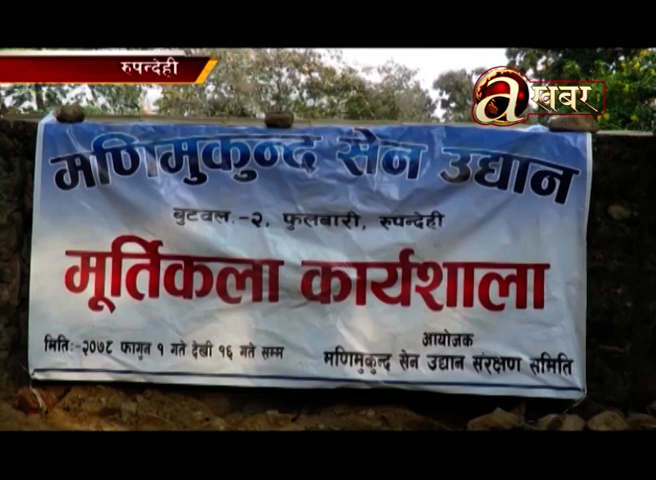 रुपन्देही
a खबर
मणिमुकुन्द सेन उद्यान
बुटवल-२, फुलबारी, रुपन्देही
मूर्तिकला कार्यशाला
मिति:-२०७८ फागुन १ गते देखी १६ गते सम्म
आयोजक
मणिमुकुन्द सेन उद्यान संरक्षण समिति